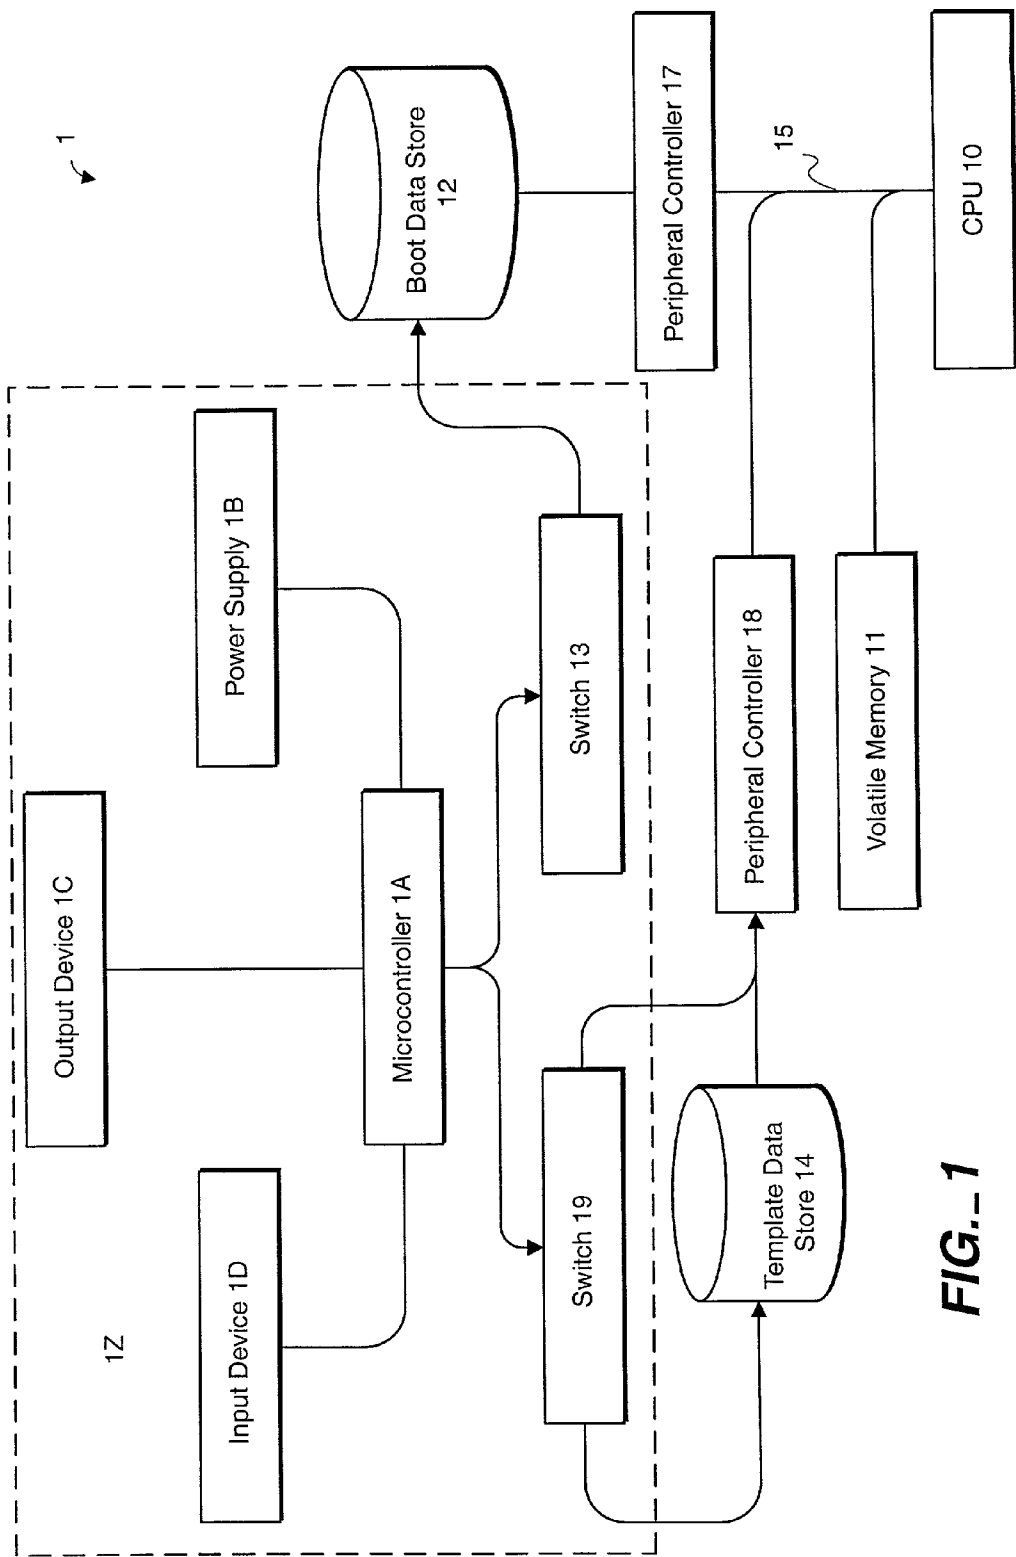 1
1Z
Output Device 1C
Input Device 1D
Power Supply 1B
Microcontroller 1A
Boot Data Store
12
Switch 19
Switch 13
Peripheral Controller 17
Template Data
Store 14
Peripheral Controller 18
15
Volatile Memory 11
CPU 10
FIG._1